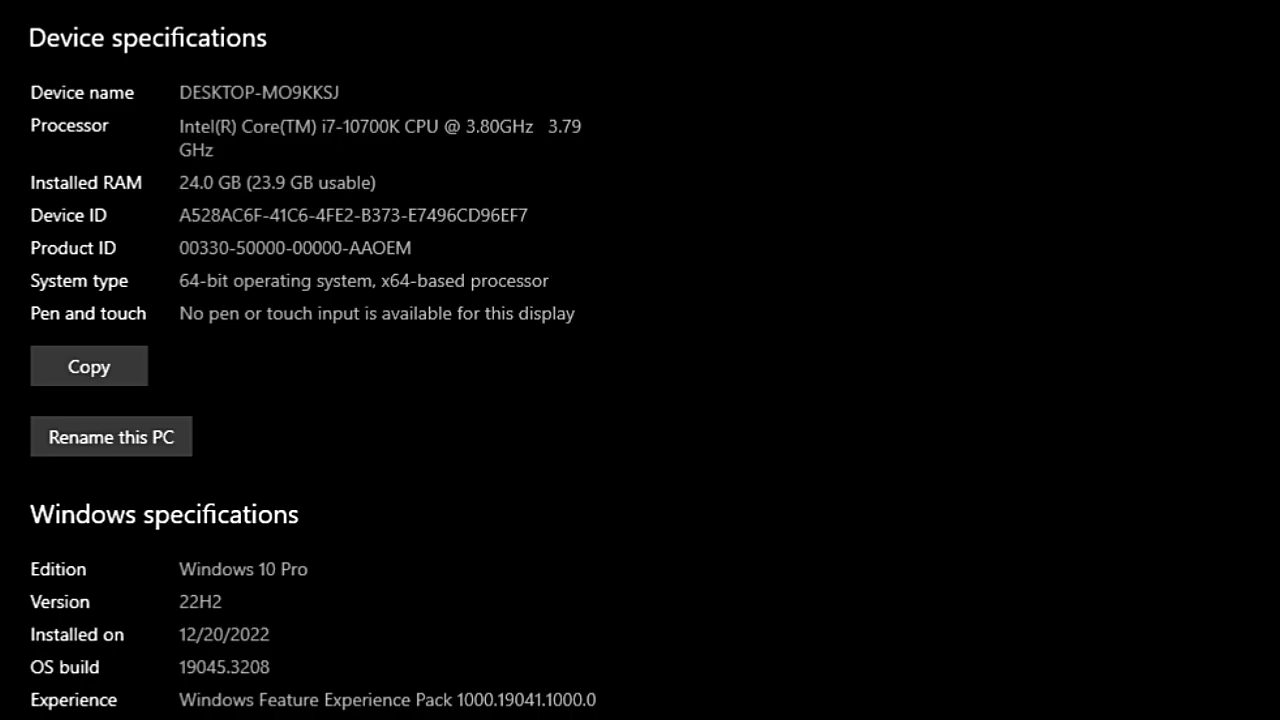 Device specifications
Device name DESKTOP-MO9KKSJ
Processor Intel(R) Core(TM) i7-10700K CPU @ 3.80GHz 3.79
GHz
Installed RAM 24.0 GB (23.9 GB usable)
Device ID A528AC6F-41C6-4FE2-B373-E7496CD96EF7
Product ID 00330-50000-00000-AAOEM
System type 64-bit operating system, x64-based processor
Pen and touch No pen or touch input is available for this display
Copy
Rename this PC
Windows specifications
Edition Windows 10 Pro
Version 22H2
Installed on 12/20/2022
OS build 19045.3208
Experience Windows Feature Experience Pack 1000.19041.1000.0